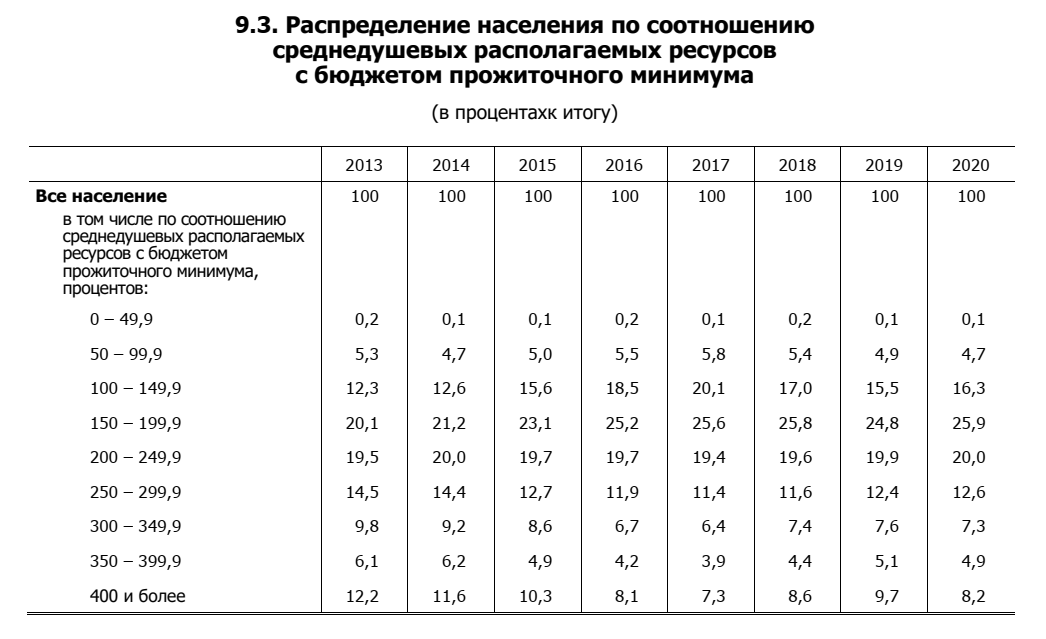 9.3. Распределение населения по соотношению
среднедушевых располагаемых ресурсов
с бюджетом прожиточного минимума
(в процентахк итогу)
2013 2014 2015 2016 2017 2018 2019 2020
Все население 100 100 100 100 100 100 100 100
в том числе по соотношению
среднедушевых располагаемых
ресурсов с бюджетом
прожиточного минимума,
процентов:
0 – 49,9 0,2 0,1 0,1 0,2 0,1 0,2 0,1 0,1
50 – 99,9 5,3 4,7 5,0 5,5 5,8 5,4 4,9 4,7
100 – 149,9 12,3 12,6 15,6 18,5 20,1 17,0 15,5 16,3
150 – 199,9 20,1 21,2 23,1 25,2 25,6 25,8 24,8 25,9
200 – 249,9 19,5 20,0 19,7 19,7 19,4 19,6 19,9 20,0
250 – 299,9 14,5 14,4 12,7 11,9 11,4 11,6 12,4 12,6
300 – 349,9 9,8 9,2 8,6 6,7 6,4 7,4 7,6 7,3
350 – 399,9 6,1 6,2 4,9 4,2 3,9 4,4 5,1 4,9
400 и более 12,2 11,6 10,3 8,1 7,3 8,6 9,7 8,2